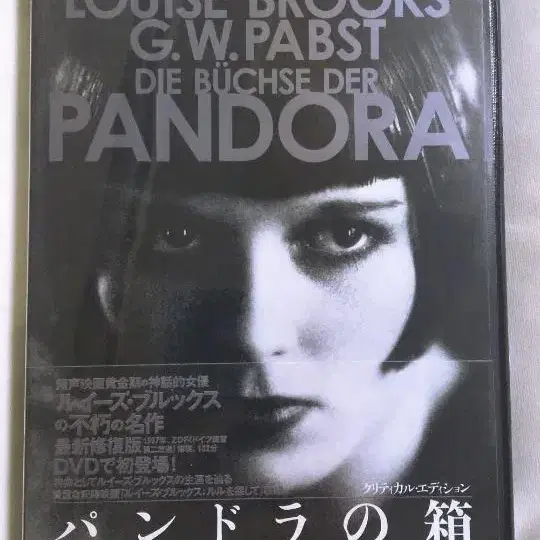 LOUISE BROOKS
G.W.PABST
DIE BÜCHSE DER
PANDORA
無声映画黄金期の神話的女優
ルイーズ・ブルックス
の不朽の名作
最新修復版
DVDで初登場!
クリティカル・エディション
パンドラの箱